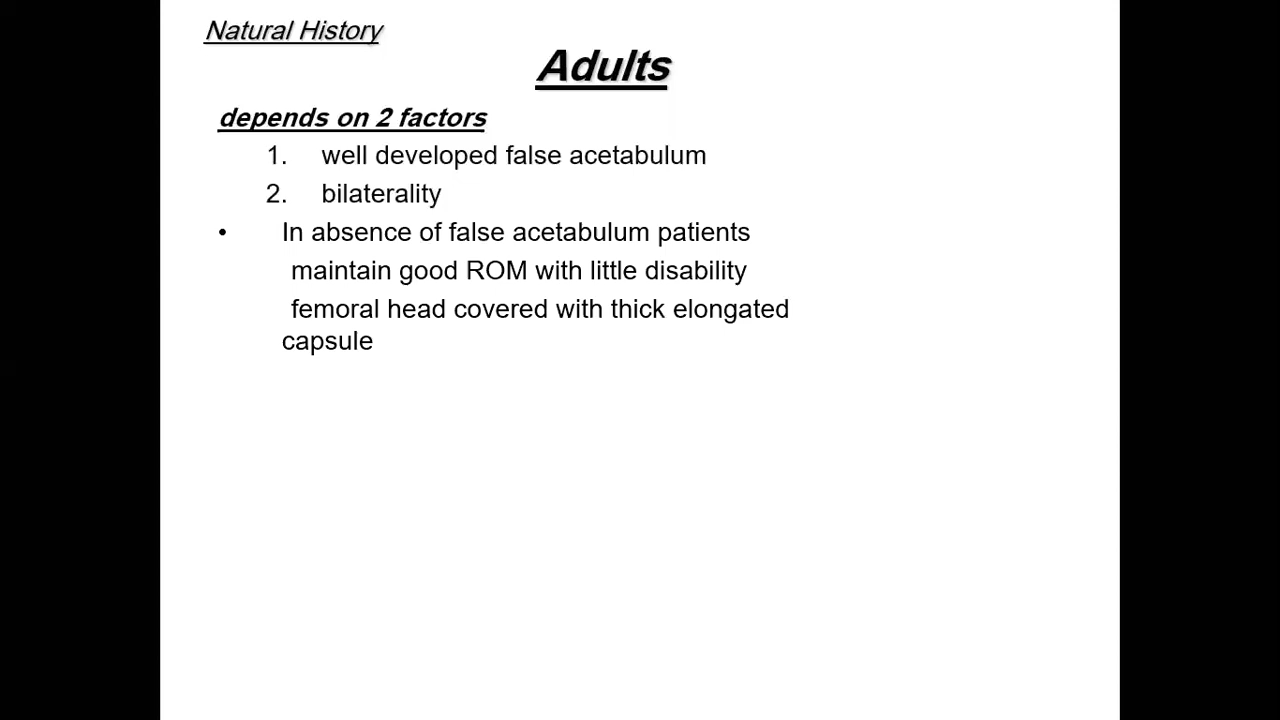 Natural History
Adults
depends on 2 factors
1. well developed false acetabulum
2. bilaterality
• In absence of false acetabulum patients
maintain good ROM with little disability
femoral head covered with thick elongated
capsule